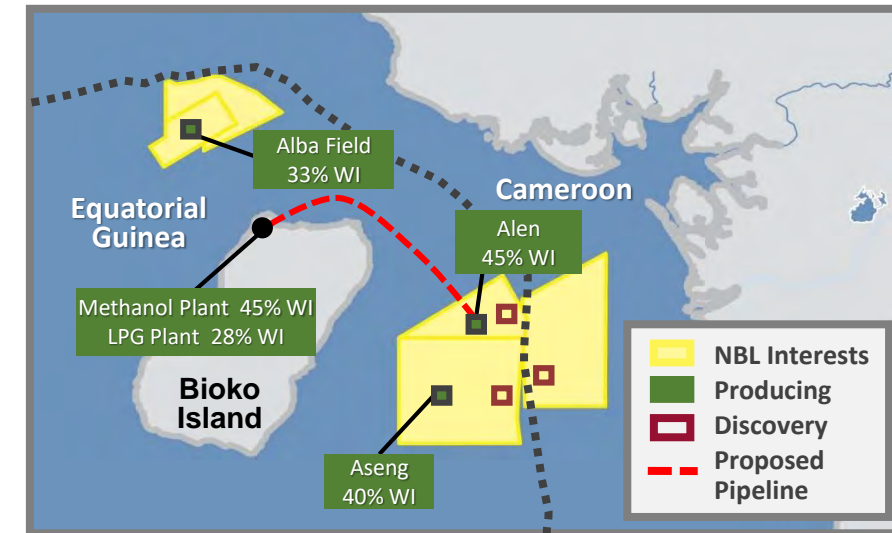 Alba Field
33% WI
Cameroon
Equatorial
Guinea
Alen
45% WI
Methanol Plant 45% WI
LPG Plant 28% WI
Bioko
Island
Aseng
40% WI
NBL Interests
Producing
Discovery
Proposed
Pipeline